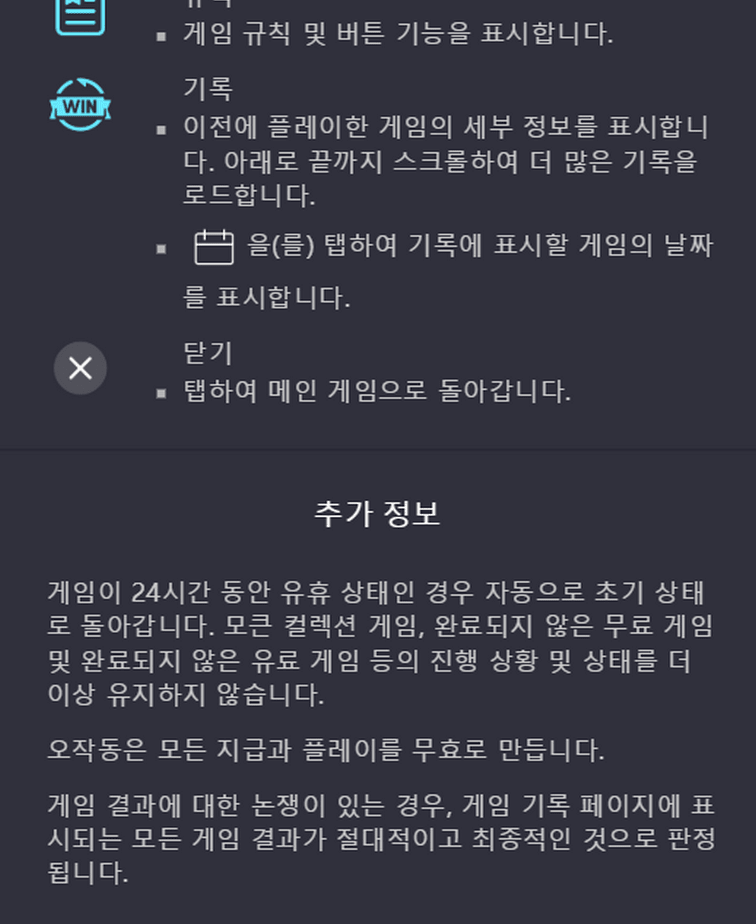 게임 규칙 및 버튼 기능을 표시합니다.
WIN
기록
이전에 플레이한 게임의 세부 정보를 표시합니
다. 아래로 끝까지 스크롤하여 더 많은 기록을
로드합니다.
을(를) 탭하여 기록에 표시할 게임의 날짜
를 표시합니다.
닫기
탭하여 메인 게임으로 돌아갑니다.
추가 정보
게임이 24시간 동안 유휴 상태인 경우 자동으로 초기 상태
로 돌아갑니다. 모큰 컬렉션 게임, 완료되지 않은 무료 게임
및 완료되지 않은 유료 게임 등의 진행 상황 및 상태를 더
이상 유지하지 않습니다.
오작동은 모든 지급과 플레이를 무효로 만듭니다.
게임 결과에 대한 논쟁이 있는 경우, 게임 기록 페이지에 표
시되는 모든 게임 결과가 절대적이고 최종적인 것으로 판정
됩니다.